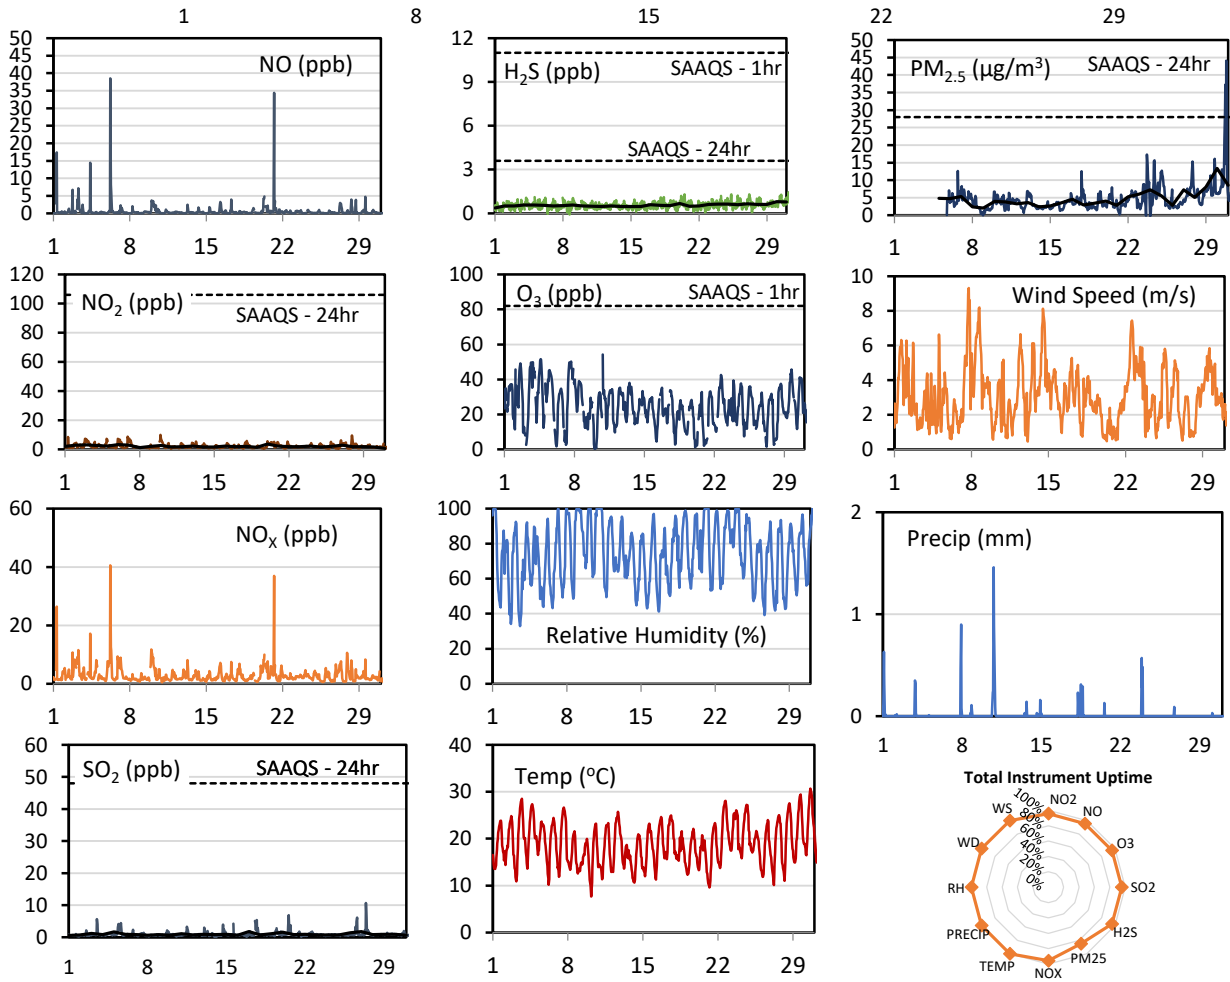 1 8 15 22 29
50
45
40
35
30
25
20
15
10
5
0
NO (ppb)
1 8 15 22 29
12
9
6
3
0
H2S (ppb)
SAAQS - 1hr
SAAQS - 24hr
1 8 15 22 29
50
45
40
35
30
25
20
15
10
5
0
PM2.5 (µg/m³)
SAAQS - 24hr
1 8 15 22 29
120
100
80
60
40
20
0
NO2 (ppb)
SAAQS - 24hr
1 8 15 22 29
100
80
60
40
20
0
O3 (ppb)
SAAQS - 1hr
1 8 15 22 29
10
8
6
4
2
0
Wind Speed (m/s)
1 8 15 22 29
60
40
20
0
NOX (ppb)
1 8 15 22 29
100
80
60
40
20
0
Relative Humidity (%)
1 8 15 22 29
2
1
0
Precip (mm)
1 8 15 22 29
60
50
40
30
20
10
0
SO2 (ppb)
SAAQS - 24hr
1 8 15 22 29
40
30
20
10
0
Temp (°C)
1 8 15 22 29
Total Instrument Uptime
100%
80%
60%
40%
20%
0%
NO2
NO
O3
SO2
H2S
PM25
NOX
TEMP
PRECIP
RH
WD
WS